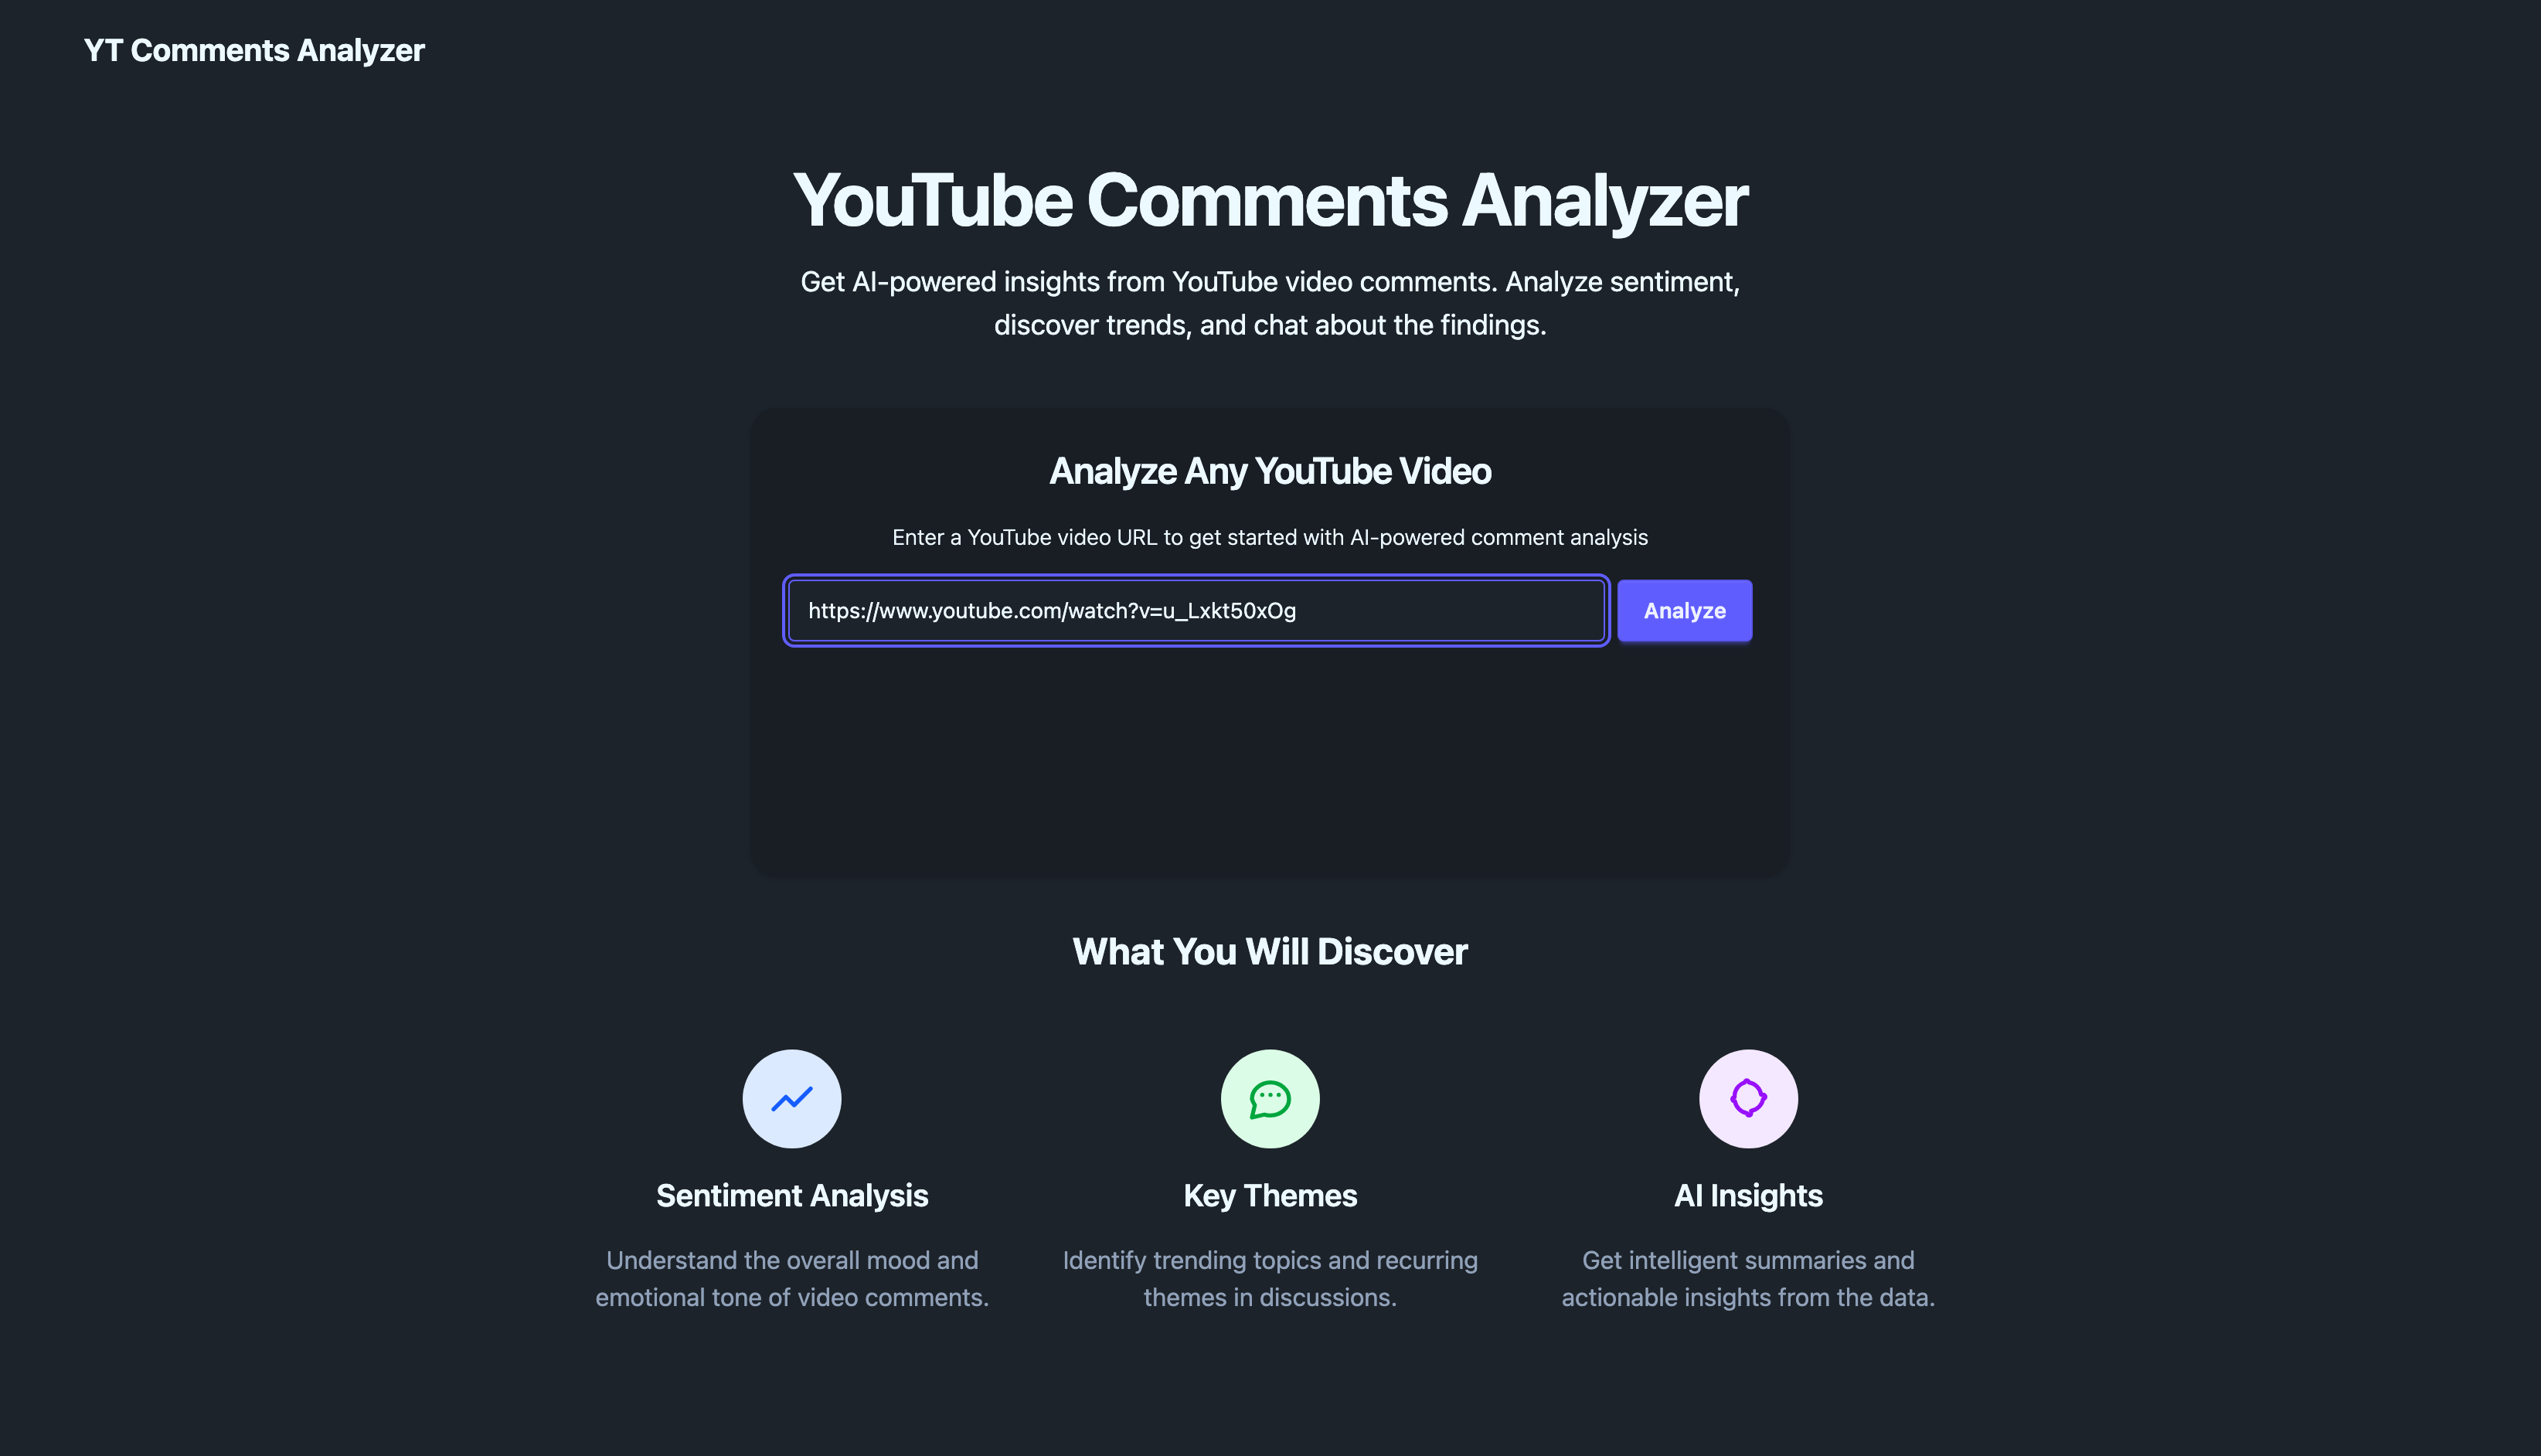 YT Comments Analyzer
YouTube Comments Analyzer
Get AI-powered insights from YouTube video comments. Analyze sentiment,
discover trends, and chat about the findings.
Analyze Any YouTube Video
Enter a YouTube video URL to get started with AI-powered comment analysis
https://www.youtube.com/watch?v=u_Lxkt50xOg
Analyze
What You Will Discover
Sentiment Analysis
Understand the overall mood and
emotional tone of video comments.
Key Themes
Identify trending topics and recurring
themes in discussions.
AI Insights
Get intelligent summaries and
actionable insights from the data.